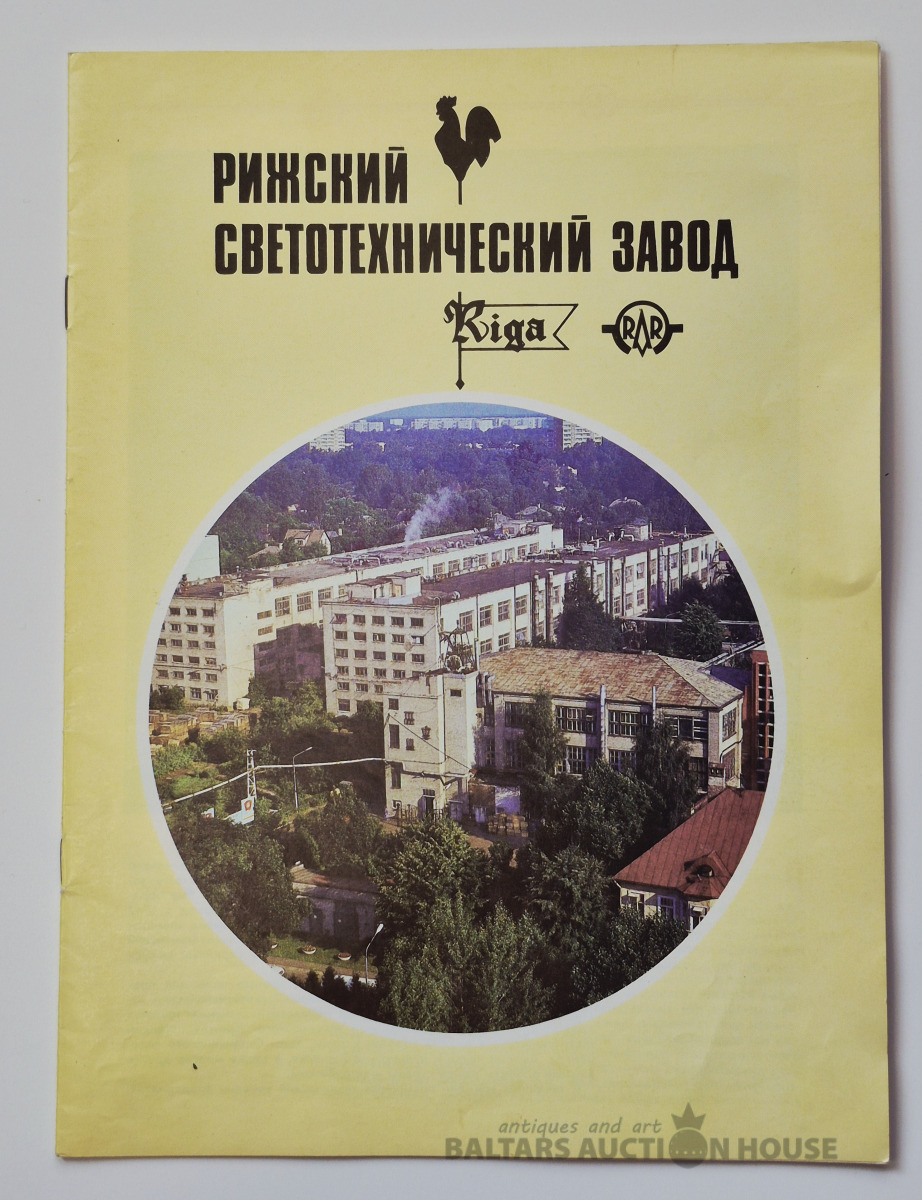 РИЖСКИЙ
СВЕТОТЕХНИЧЕСКИЙ ЗАВОД
Riga
RAR
antiques and art
BALTARS AUCTION HOUSE